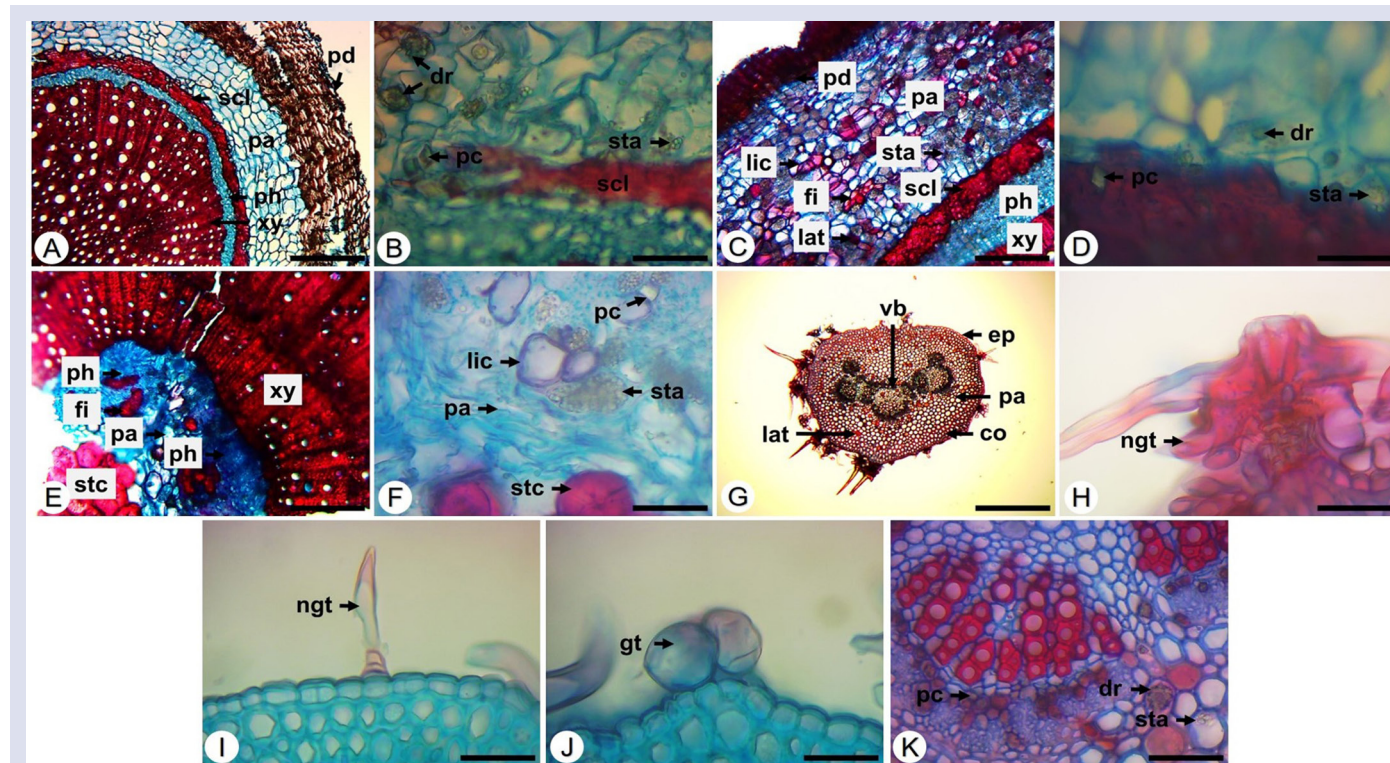 pd
scl
pa
ph
xy
A
dr
sta
pc
scl
B
pd
pa
sta
lic
scl
fi
ph
lat
xy
C
dr
pc
sta
D
ph
xy
fi
pa
ph
stc
E
pc
lic
sta
pa
stc
F
vb
ep
pa
lat
co
G
ngt
H
ngt
I
gt
J
pc
dr
sta
K